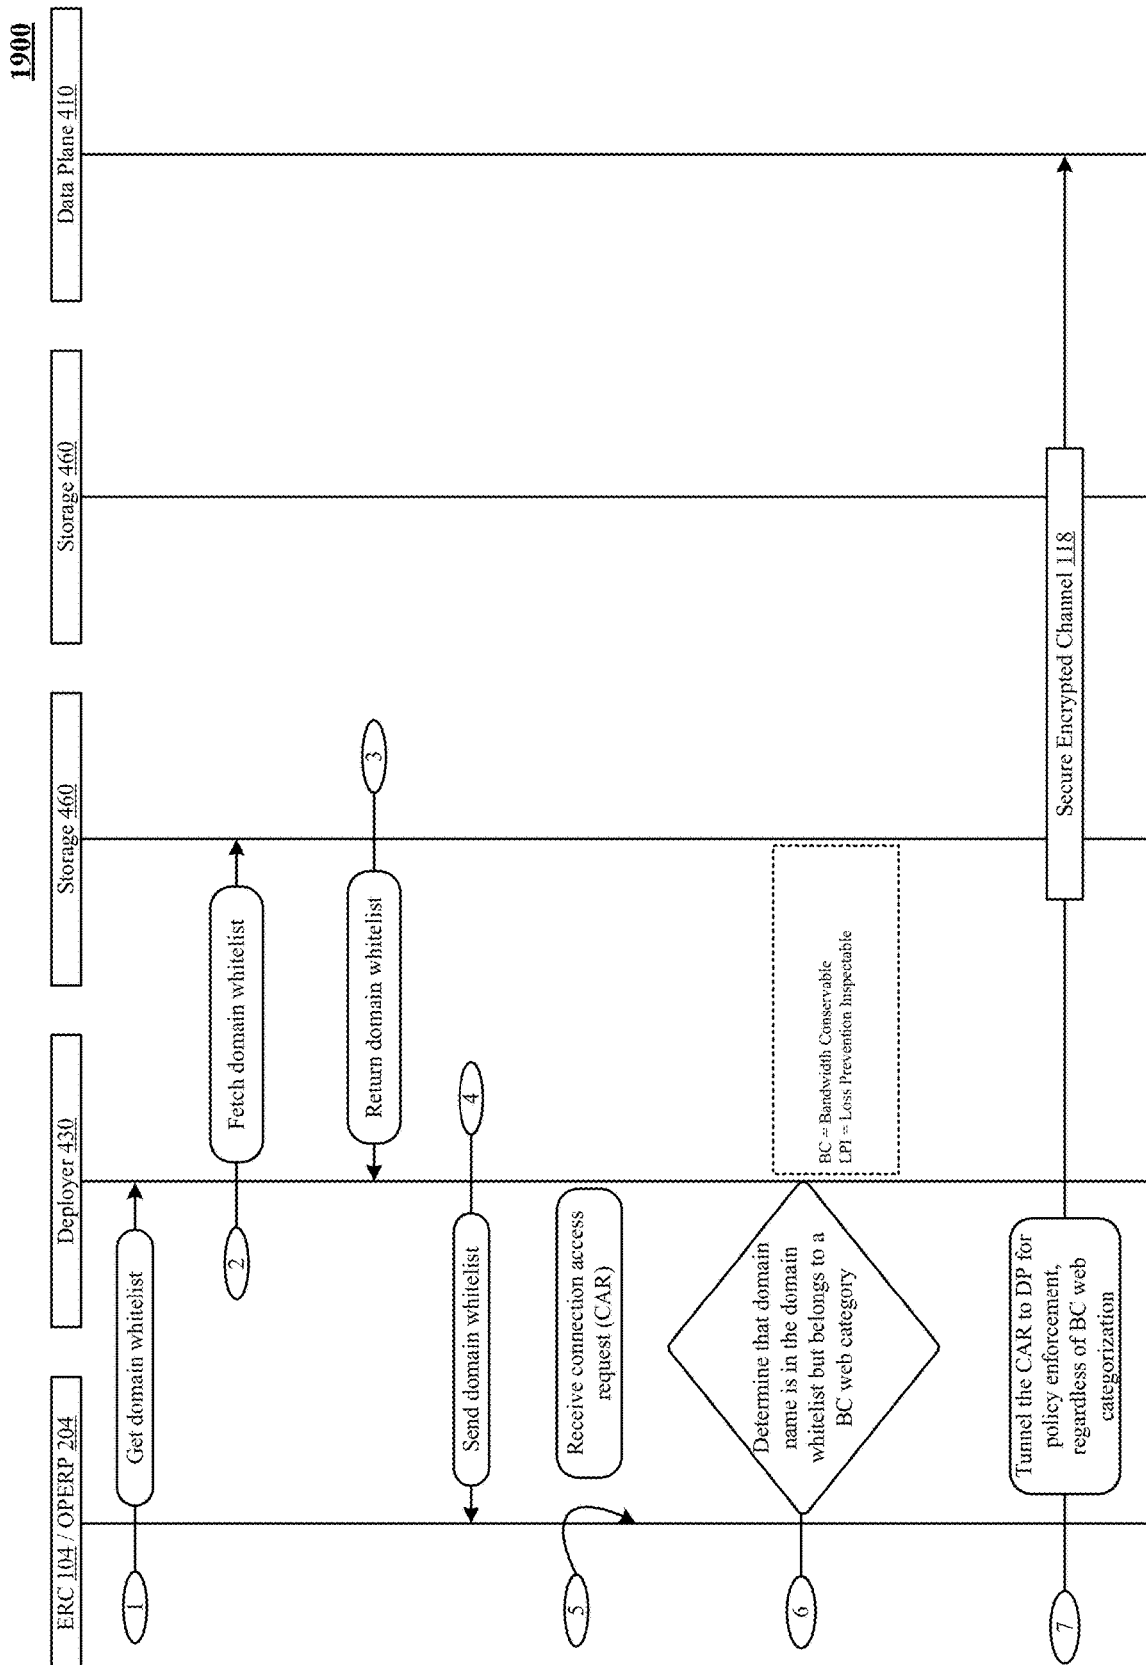 1900
ERC 104 / OPERP 204
Deployer 430
Storage 460
Storage 460
Data Plane 410
1
Get domain whitelist
2
Fetch domain whitelist
3
Return domain whitelist
4
Send domain whitelist
5
Receive connection access
request (CAR)
6
Determine that domain
name is in the domain
whitelist but belongs to a
BC web category
BC = Bandwidth Conservable
LPI = Loss Prevention Inspectable
7
Tunnel the CAR to DP for
policy enforcement,
regardless of BC web
categorization
Secure Encrypted Channel 118